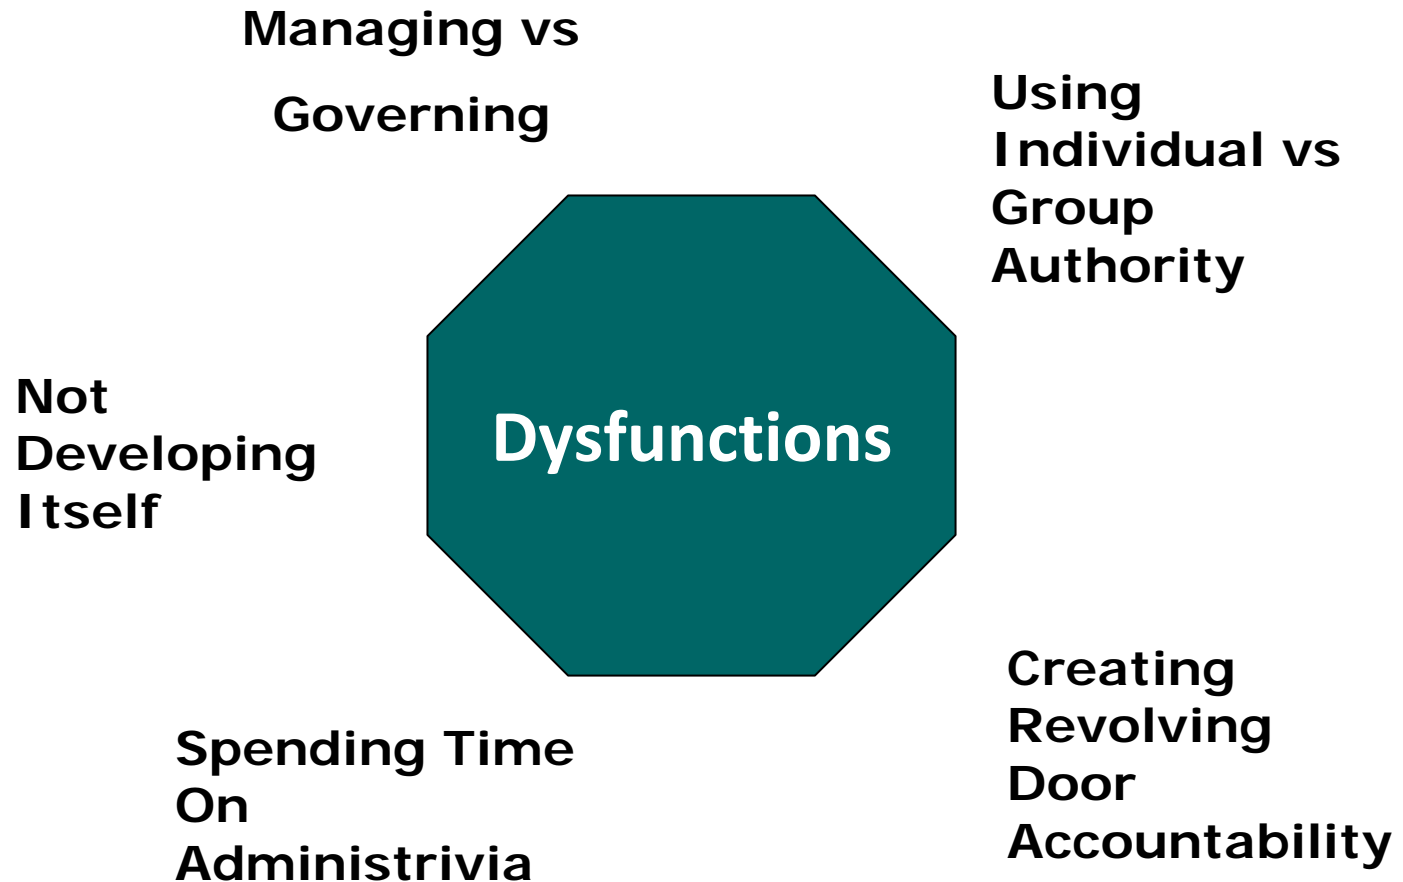 Managing vs
Governing
Using
Individual vs
Group
Authority
Dysfunctions
Not
Developing
Itself
Creating
Revolving
Door
Accountability
Spending Time
On
Administrivia